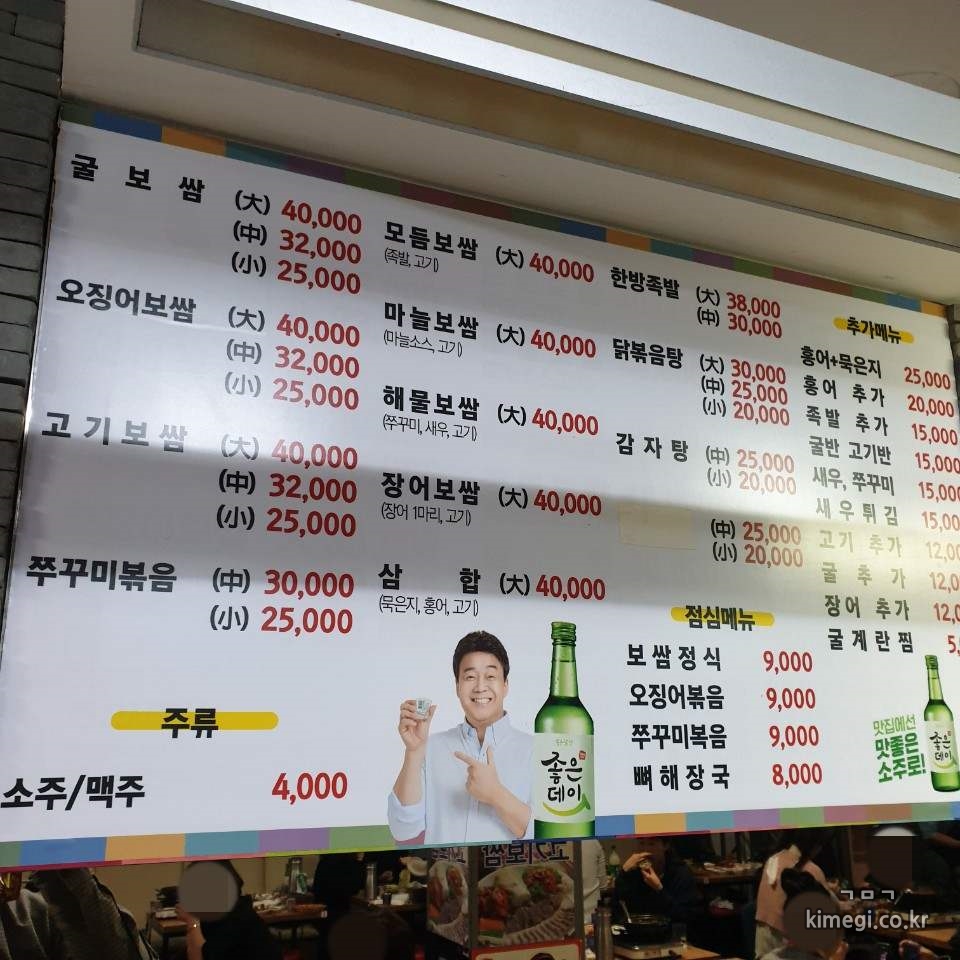 굴보쌈 (大) 40,000
(中) 32,000
(小) 25,000
오징어보쌈 (大) 40,000
(中) 32,000
(小) 25,000
고기보쌈 (大) 40,000
(中) 32,000
(小) 25,000
쭈꾸미볶음 (中) 30,000
(小) 25,000
주류
소주/맥주 4,000
모듬보쌈 (大) 40,000
(족발, 고기)
마늘보쌈 (大) 40,000
(마늘소스, 고기)
해물보쌈 (大) 40,000
(쭈꾸미, 새우, 고기)
장어보쌈 (大) 40,000
(장어 1마리, 고기)
삼합 (大) 40,000
(묵은지, 홍어, 고기)
한방족발 (大) 38,000
(中) 30,000
닭볶음탕 (大) 30,000
(中) 25,000
(小) 20,000
감자탕 (中) 25,000
(小) 20,000
(中) 25,000
(小) 20,000
점심메뉴
보쌈정식 9,000
오징어볶음 9,000
쭈꾸미볶음 9,000
뼈해장국 8,000
추가메뉴
홍어+묵은지 25,000
홍어 추가 20,000
족발 추가 15,000
굴반 고기반 15,000
새우, 쭈꾸미 15,000
새우튀김 15,00
고기 추가 12,00
굴 추가 12,0
장어 추가 12,0
굴계란찜 5,
좋은
데이
맛집에선
맛좋은
소주로!
좋은
데이
고기보쌈
ㄱㅁㄱ
kimegi.co.kr